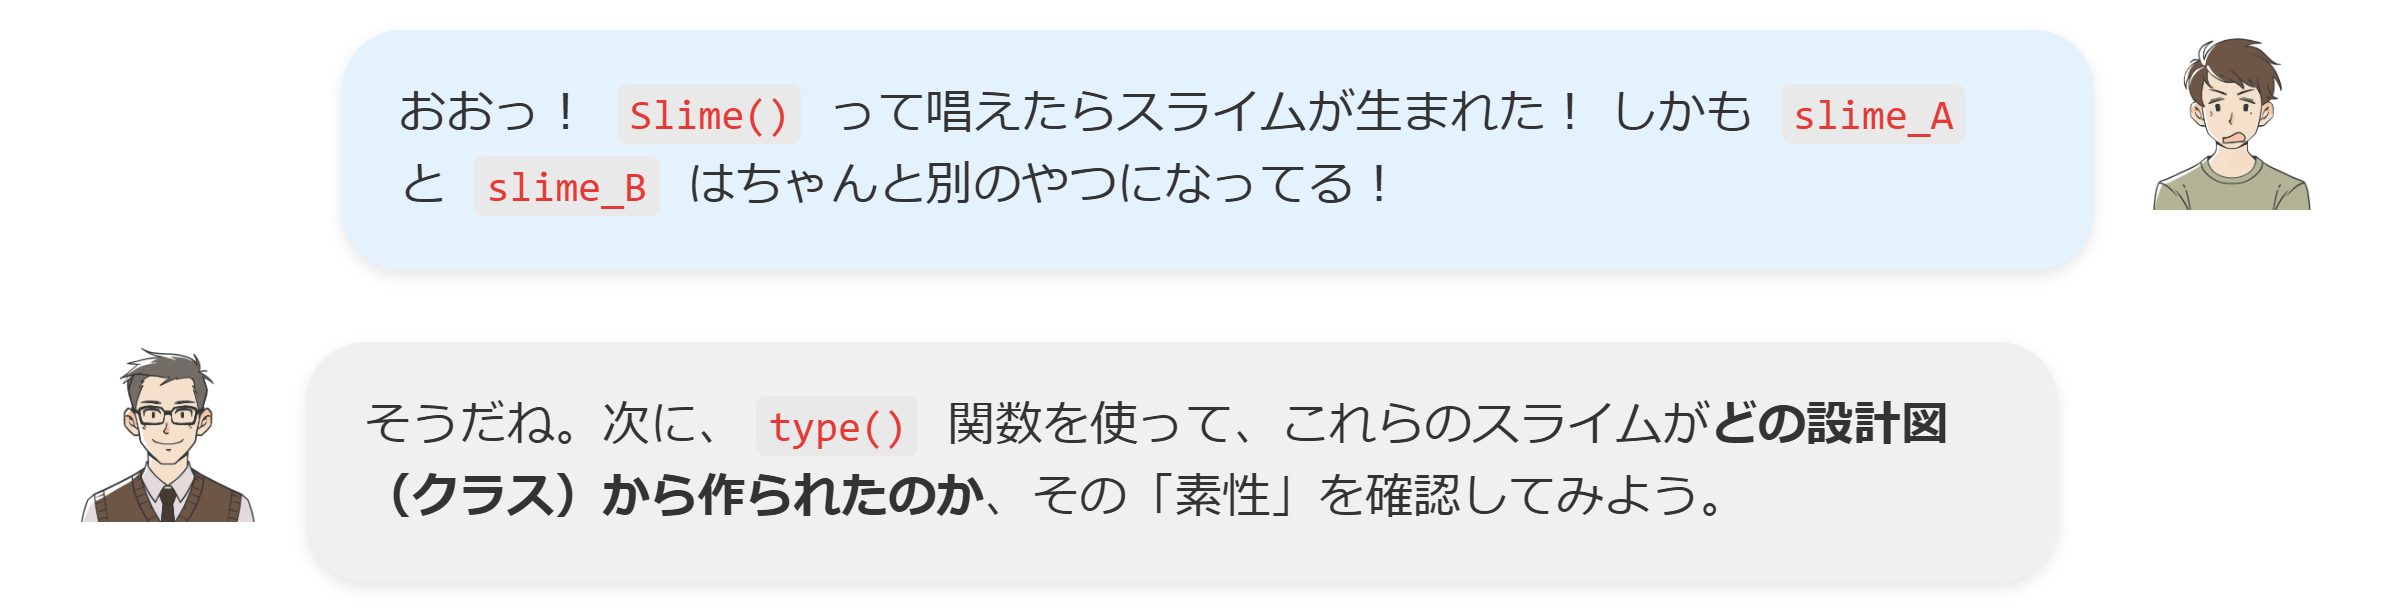 おおっ! Slime() って唱えたらスライムが生まれた! しかも slime_A
と slime_B はちゃんと別のやつになってる!
そうだね。次に、 type() 関数を使って、これらのスライムがどの設計図
（クラス）から作られたのか、その「素性」を確認してみよう。